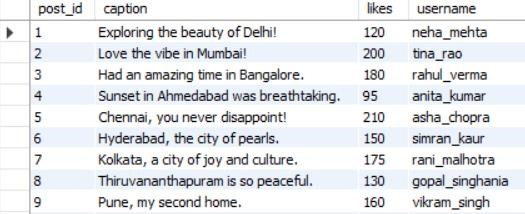 post_id caption likes username
1 Exploring the beauty of Delhi! 120 neha_mehta
2 Love the vibe in Mumbai! 200 tina_rao
3 Had an amazing time in Bangalore. 180 rahul_verma
4 Sunset in Ahmedabad was breathtaking. 95 anita_kumar
5 Chennai, you never disappoint! 210 asha_chopra
6 Hyderabad, the city of pearls. 150 simran_kaur
7 Kolkata, a city of joy and culture. 175 rani_malhotra
8 Thiruvananthapuram is so peaceful. 130 gopal_singhania
9 Pune, my second home. 160 vikram_singh